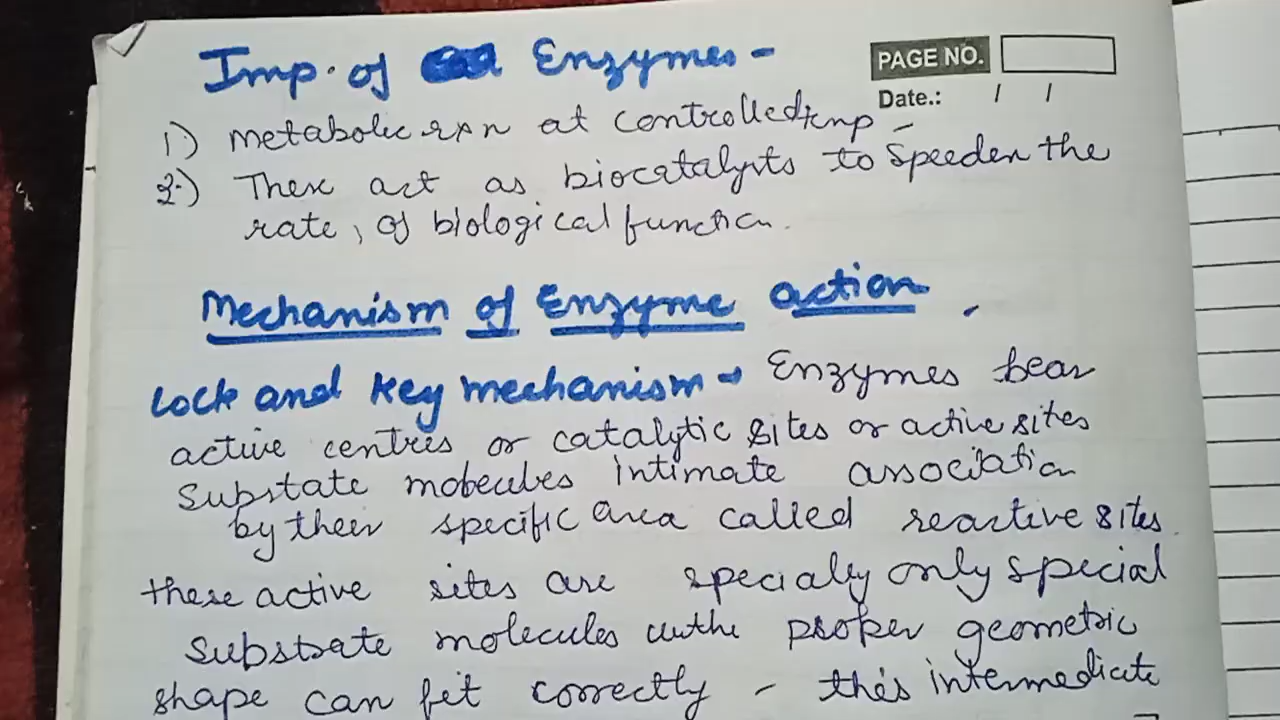 Imp. of Enzymes -
PAGE NO.
Date.: / /
1) Metabolic rxn at controlled temp -
2) These act as biocatalysts to speeden the
rate, of biological function.
Mechanism of Enzyme action -
Lock and key mechanism → Enzymes bear
active centres or catalytic sites or active sites
Substate molecules intimate association
by their specific area called reactive sites.
these active sites are specially only special
substrate molecules with proper geometric
shape can fit correctly - this intermediate